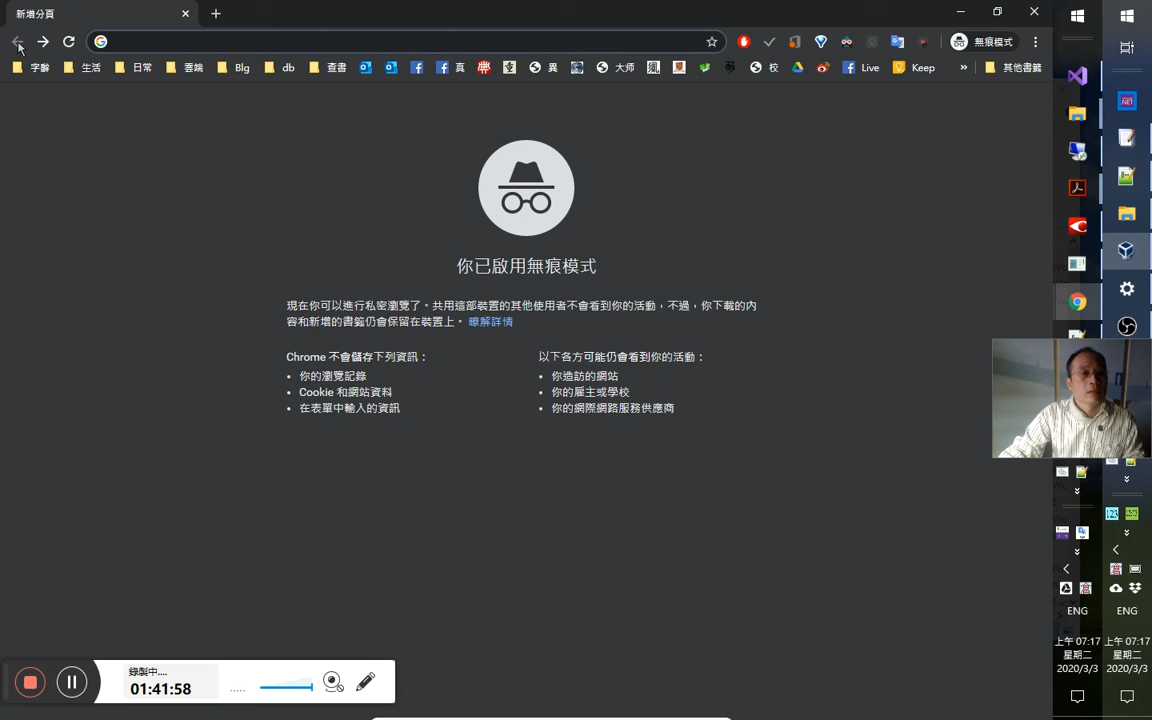 新增分頁
無痕模式
字辭 生活 日常 雲端 Blg db 查書 真 異 大师 校 Live Keep » 其他書籤
你已啟用無痕模式
現在你可以進行私密瀏覽了。共用這部裝置的其他使用者不會看到你的活動，不過，你下載的內
容和新增的書籤仍會保留在裝置上。 瞭解詳情
Chrome 不會儲存下列資訊：
• 你的瀏覽記錄
• Cookie 和網站資料
• 在表單中輸入的資訊
以下各方可能仍會看到你的活動：
• 你造訪的網站
• 你的雇主或學校
• 你的網際網路服務供應商
錄製中....
01:41:58
ENG
上午 07:17
星期二
2020/3/3
ENG
上午 07:17
星期二
2020/3/3